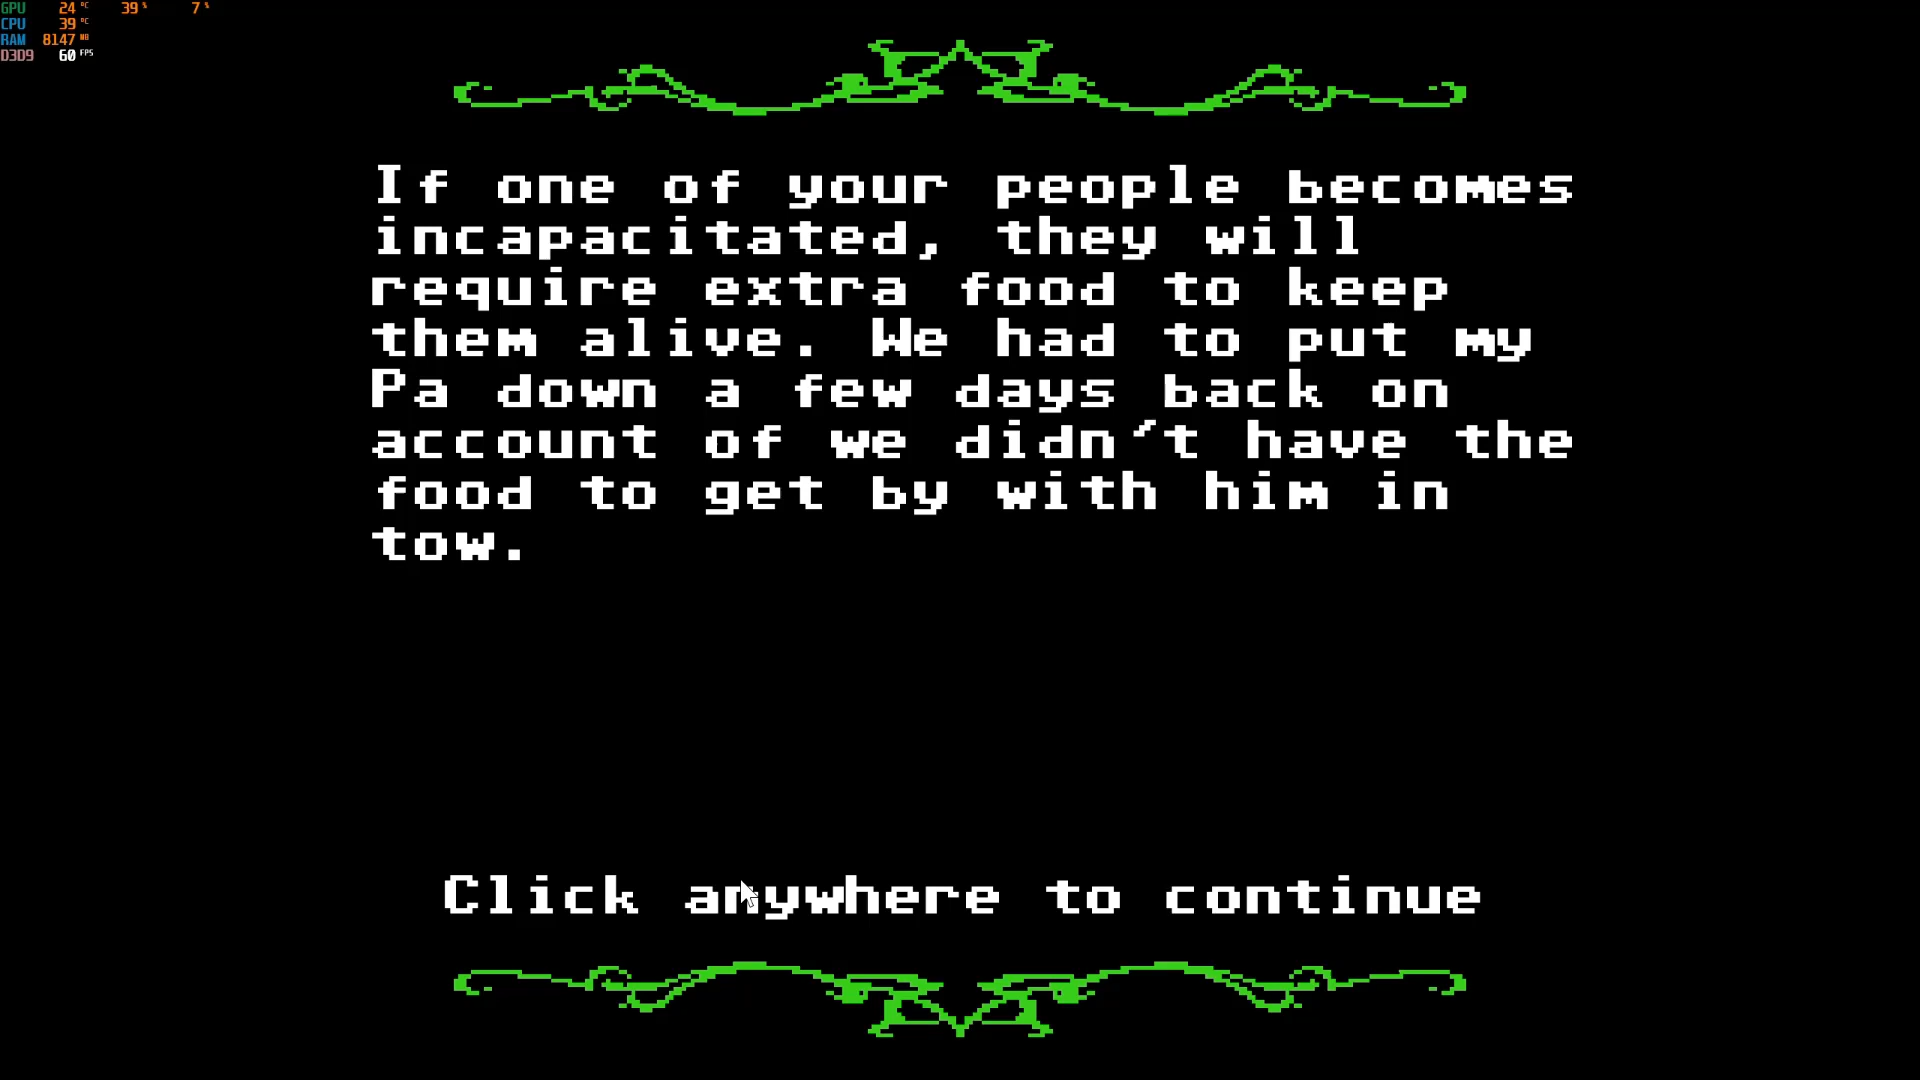 GPU 24 °C 39 % 7 %
CPU 39 °C
RAM 8147 MB
D3D9 60 FPS
If one of your people becomes
incapacitated, they will
require extra food to keep
them alive. We had to put my
Pa down a few days back on
account of we didn't have the
food to get by with him in
tow.
Click anywhere to continue